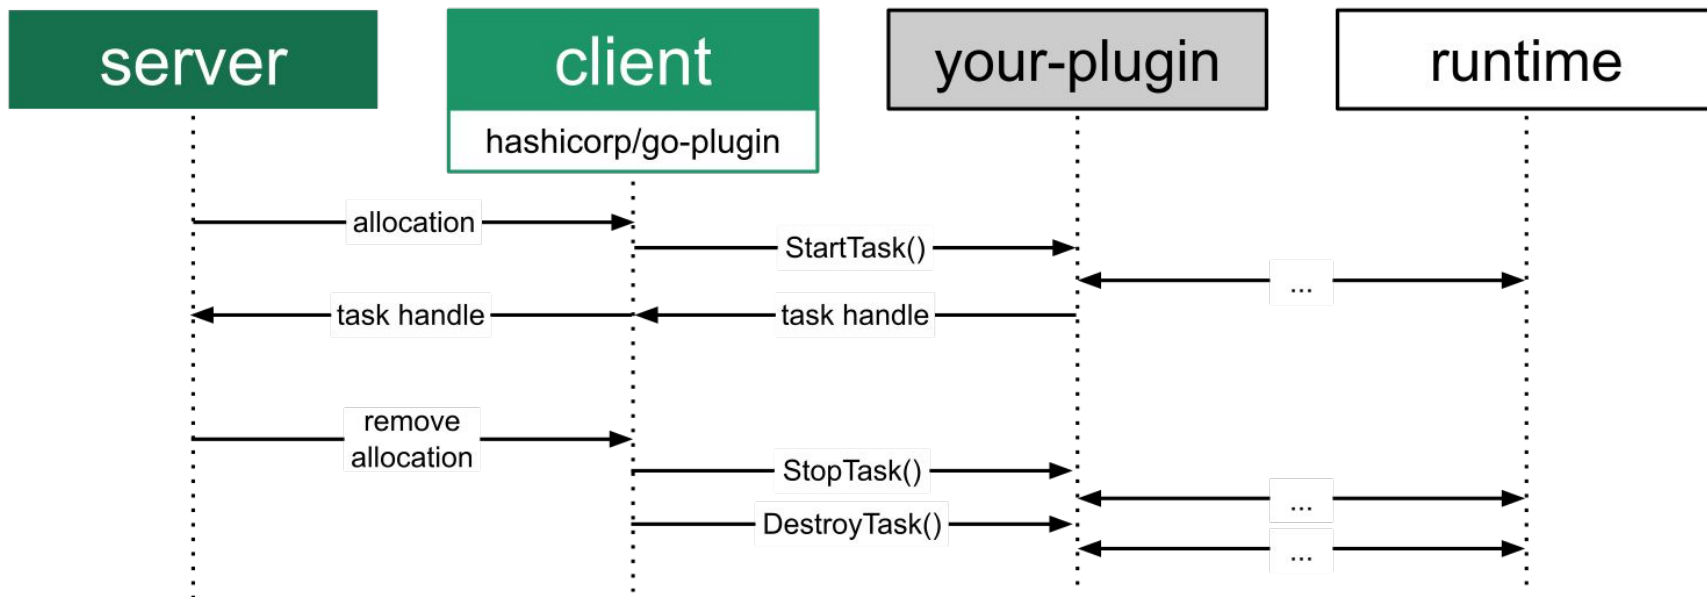 server
client
your-plugin
runtime
hashicorp/go-plugin
allocation
StartTask()
...
task handle
task handle
remove
allocation
StopTask()
...
DestroyTask()
...